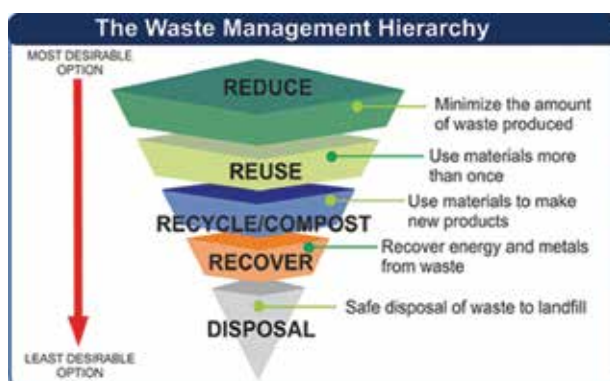 The Waste Management Hierarchy
MOST DESIRABLE
OPTION
REDUCE
Minimize the amount
of waste produced
REUSE
Use materials more
than once
RECYCLE/COMPOST
Use materials to make
new products
RECOVER
Recover energy and metals
from waste
DISPOSAL
Safe disposal of waste to landfill
LEAST DESIRABLE
OPTION